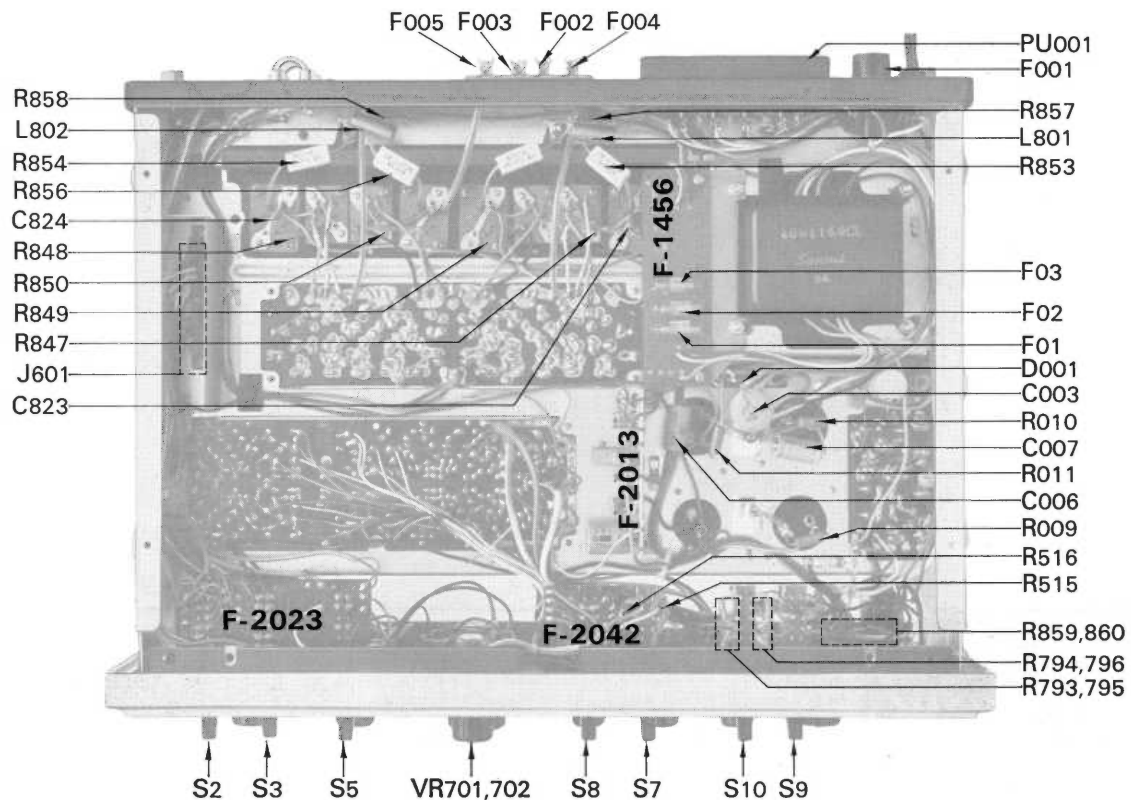 F005 F003 F002 F004
PU001
F001
R858
L802
R854
R856
C824
R848
R850
R849
R847
J601
C823
R857
L801
R853
F-1456
F03
F02
F01
D001
C003
R010
C007
R011
C006
R009
R516
R515
R859,860
R794,796
R793,795
F-2013
F-2023
F-2042
S2 S3 S5 VR701,702 S8 S7 S10 S9